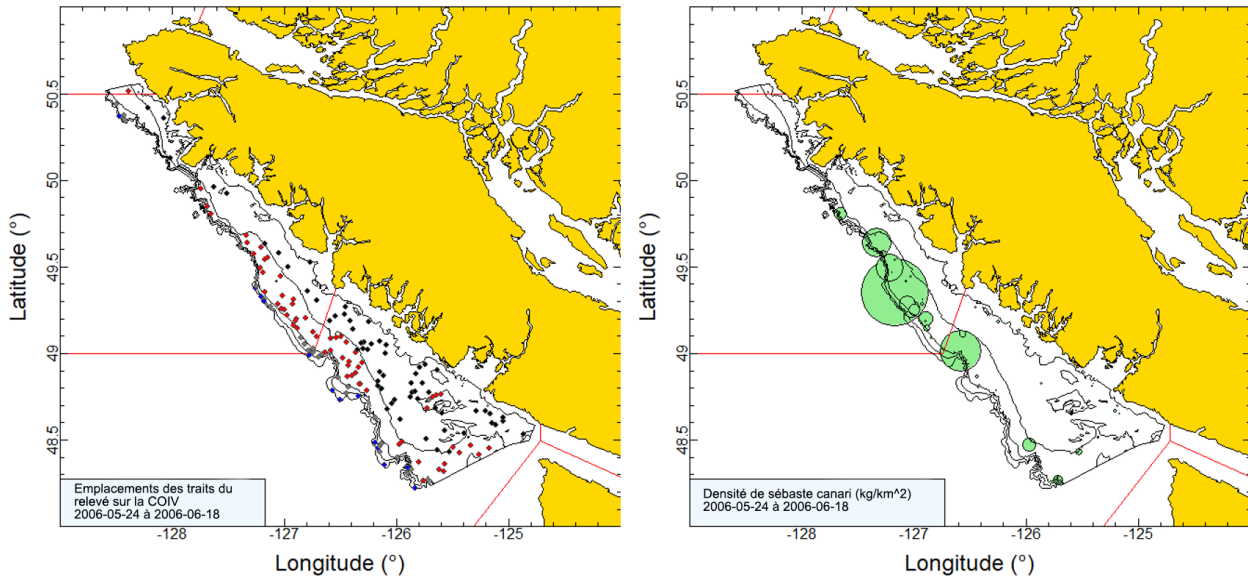 50.5
50
49.5
49
48.5
Latitude (°)
Emplacements des traits du
relevé sur la COIV
2006-05-24 à 2006-06-18
-128
-127
-126
-125
Longitude (°)
50.5
50
49.5
49
48.5
Latitude (°)
Densité de sébaste canari (kg/km^2)
2006-05-24 à 2006-06-18
-128
-127
-126
-125
Longitude (°)